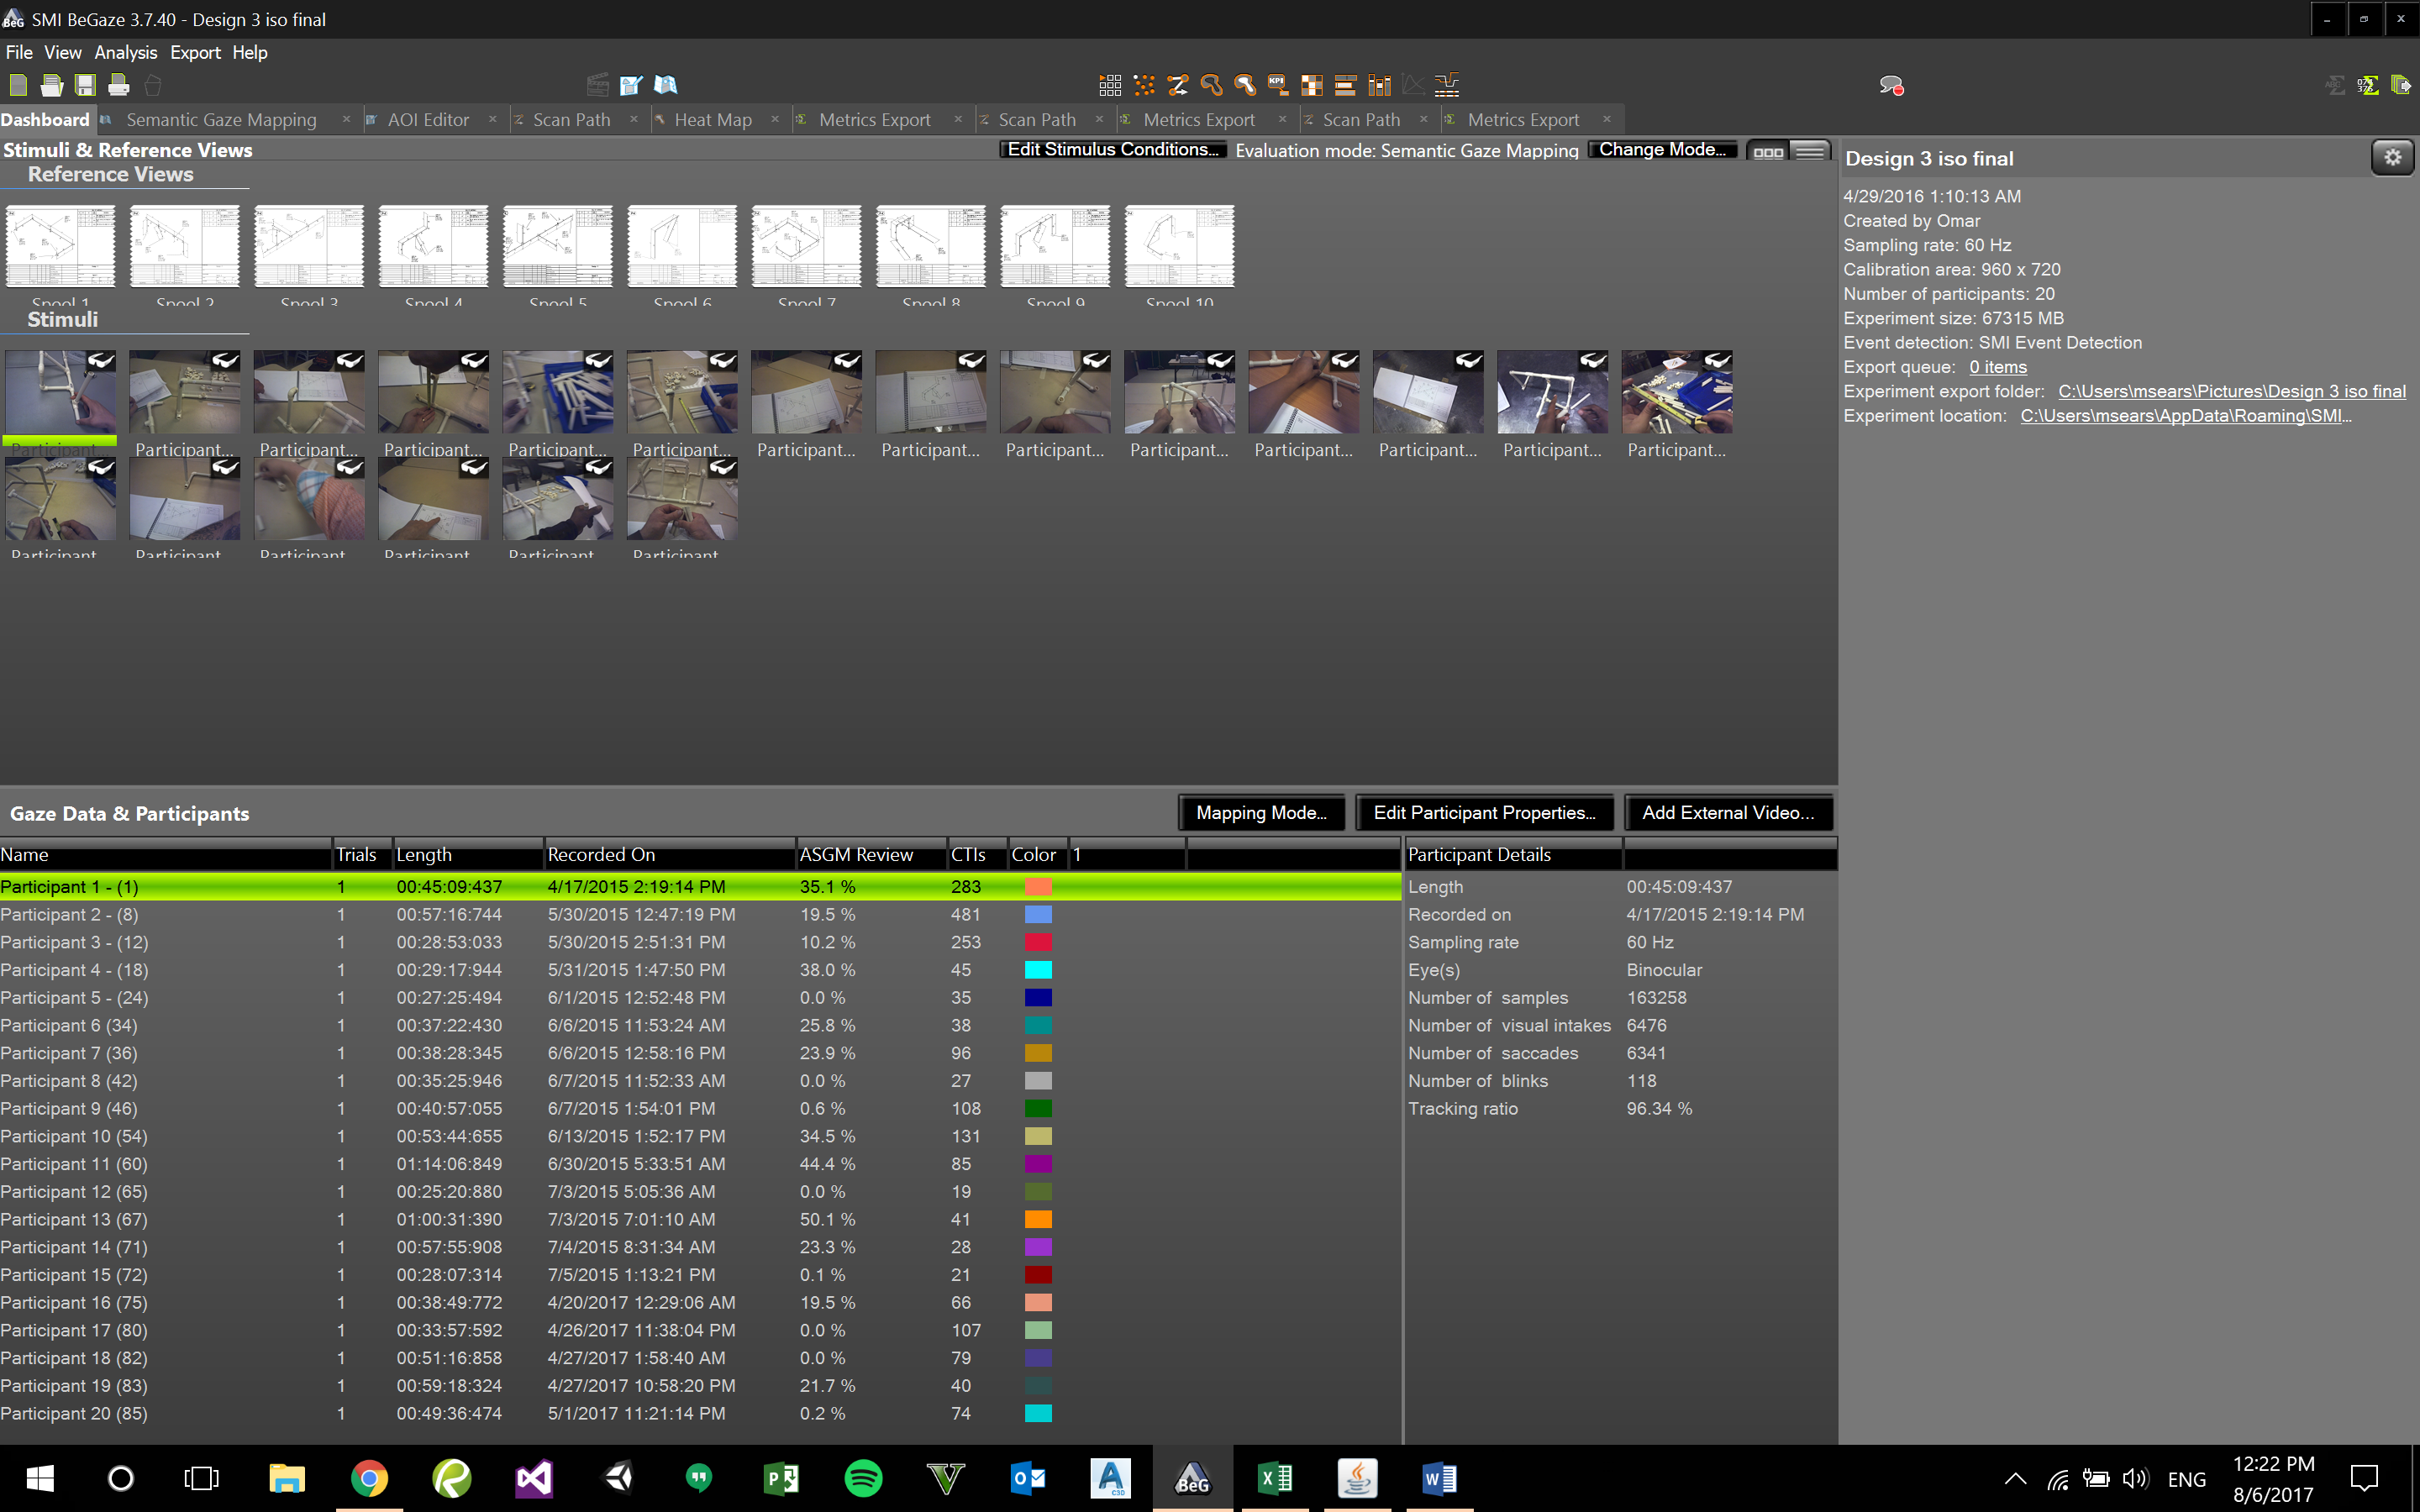 SMI BeGaze 3.7.40 - Design 3 iso final
File View Analysis Export Help
Dashboard Semantic Gaze Mapping AOI Editor Scan Path Heat Map Metrics Export Scan Path Metrics Export Scan Path Metrics Export
Stimuli & Reference Views Edit Stimulus Conditions... Evaluation mode: Semantic Gaze Mapping Change Mode...
Reference Views
Spool 1 Spool 2 Spool 3 Spool 4 Spool 5 Spool 6 Spool 7 Spool 8 Spool 9 Spool 10
Stimuli
Participant... Participant... Participant... Participant... Participant... Participant... Participant... Participant... Participant... Participant... Participant... Participant... Participant... Participant...
Participant Participant Participant Participant Participant Participant
Design 3 iso final
4/29/2016 1:10:13 AM
Created by Omar
Sampling rate: 60 Hz
Calibration area: 960 x 720
Number of participants: 20
Experiment size: 67315 MB
Event detection: SMI Event Detection
Export queue: 0 items
Experiment export folder: C:\Users\msears\Pictures\Design 3 iso final
Experiment location: C:\Users\msears\AppData\Roaming\SMI...
Gaze Data & Participants Mapping Mode... Edit Participant Properties... Add External Video...
Name Trials Length Recorded On ASGM Review CTIs Color 1
Participant 1 - (1) 1 00:45:09:437 4/17/2015 2:19:14 PM 35.1 % 283
Participant 2 - (8) 1 00:57:16:744 5/30/2015 12:47:19 PM 19.5 % 481
Participant 3 - (12) 1 00:28:53:033 5/30/2015 2:51:31 PM 10.2 % 253
Participant 4 - (18) 1 00:29:17:944 5/31/2015 1:47:50 PM 38.0 % 45
Participant 5 - (24) 1 00:27:25:494 6/1/2015 12:52:48 PM 0.0 % 35
Participant 6 (34) 1 00:37:22:430 6/6/2015 11:53:24 AM 25.8 % 38
Participant 7 (36) 1 00:38:28:345 6/6/2015 12:58:16 PM 23.9 % 96
Participant 8 (42) 1 00:35:25:946 6/7/2015 11:52:33 AM 0.0 % 27
Participant 9 (46) 1 00:40:57:055 6/7/2015 1:54:01 PM 0.6 % 108
Participant 10 (54) 1 00:53:44:655 6/13/2015 1:52:17 PM 34.5 % 131
Participant 11 (60) 1 01:14:06:849 6/30/2015 5:33:51 AM 44.4 % 85
Participant 12 (65) 1 00:25:20:880 7/3/2015 5:05:36 AM 0.0 % 19
Participant 13 (67) 1 01:00:31:390 7/3/2015 7:01:10 AM 50.1 % 41
Participant 14 (71) 1 00:57:55:908 7/4/2015 8:31:34 AM 23.3 % 28
Participant 15 (72) 1 00:28:07:314 7/5/2015 1:13:21 PM 0.1 % 21
Participant 16 (75) 1 00:38:49:772 4/20/2017 12:29:06 AM 19.5 % 66
Participant 17 (80) 1 00:33:57:592 4/26/2017 11:38:04 PM 0.0 % 107
Participant 18 (82) 1 00:51:16:858 4/27/2017 1:58:40 AM 0.0 % 79
Participant 19 (83) 1 00:59:18:324 4/27/2017 10:58:20 PM 21.7 % 40
Participant 20 (85) 1 00:49:36:474 5/1/2017 11:21:14 PM 0.2 % 74
Participant Details
Length 00:45:09:437
Recorded on 4/17/2015 2:19:14 PM
Sampling rate 60 Hz
Eye(s) Binocular
Number of samples 163258
Number of visual intakes 6476
Number of saccades 6341
Number of blinks 118
Tracking ratio 96.34 %
BeG
ENG
12:22 PM
8/6/2017